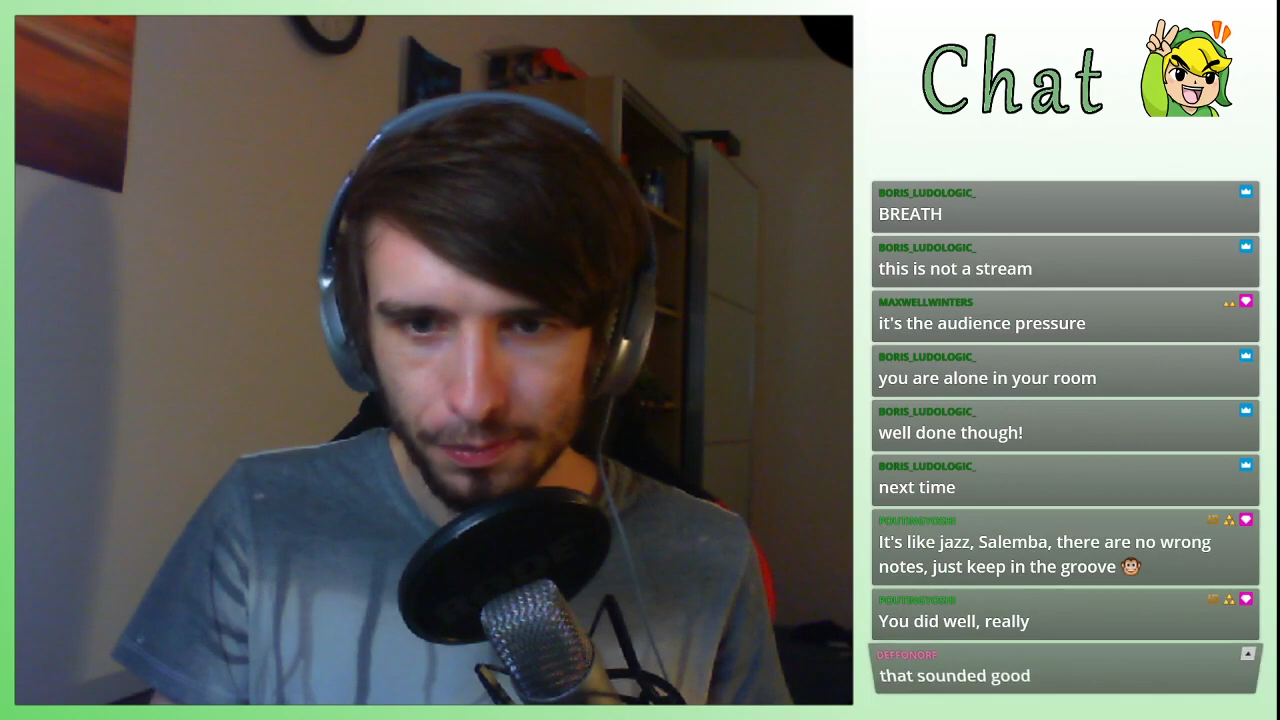 Chat
BORIS_LUDOLOGIC_
BREATH
BORIS_LUDOLOGIC_
this is not a stream
MAXWELLWINTERS
it's the audience pressure
BORIS_LUDOLOGIC_
you are alone in your room
BORIS_LUDOLOGIC_
well done though!
BORIS_LUDOLOGIC_
next time
POUTINGYOSHI
It's like jazz, Salemba, there are no wrong
notes, just keep in the groove 🐵
POUTINGYOSHI
You did well, really
DEFFONORF
that sounded good